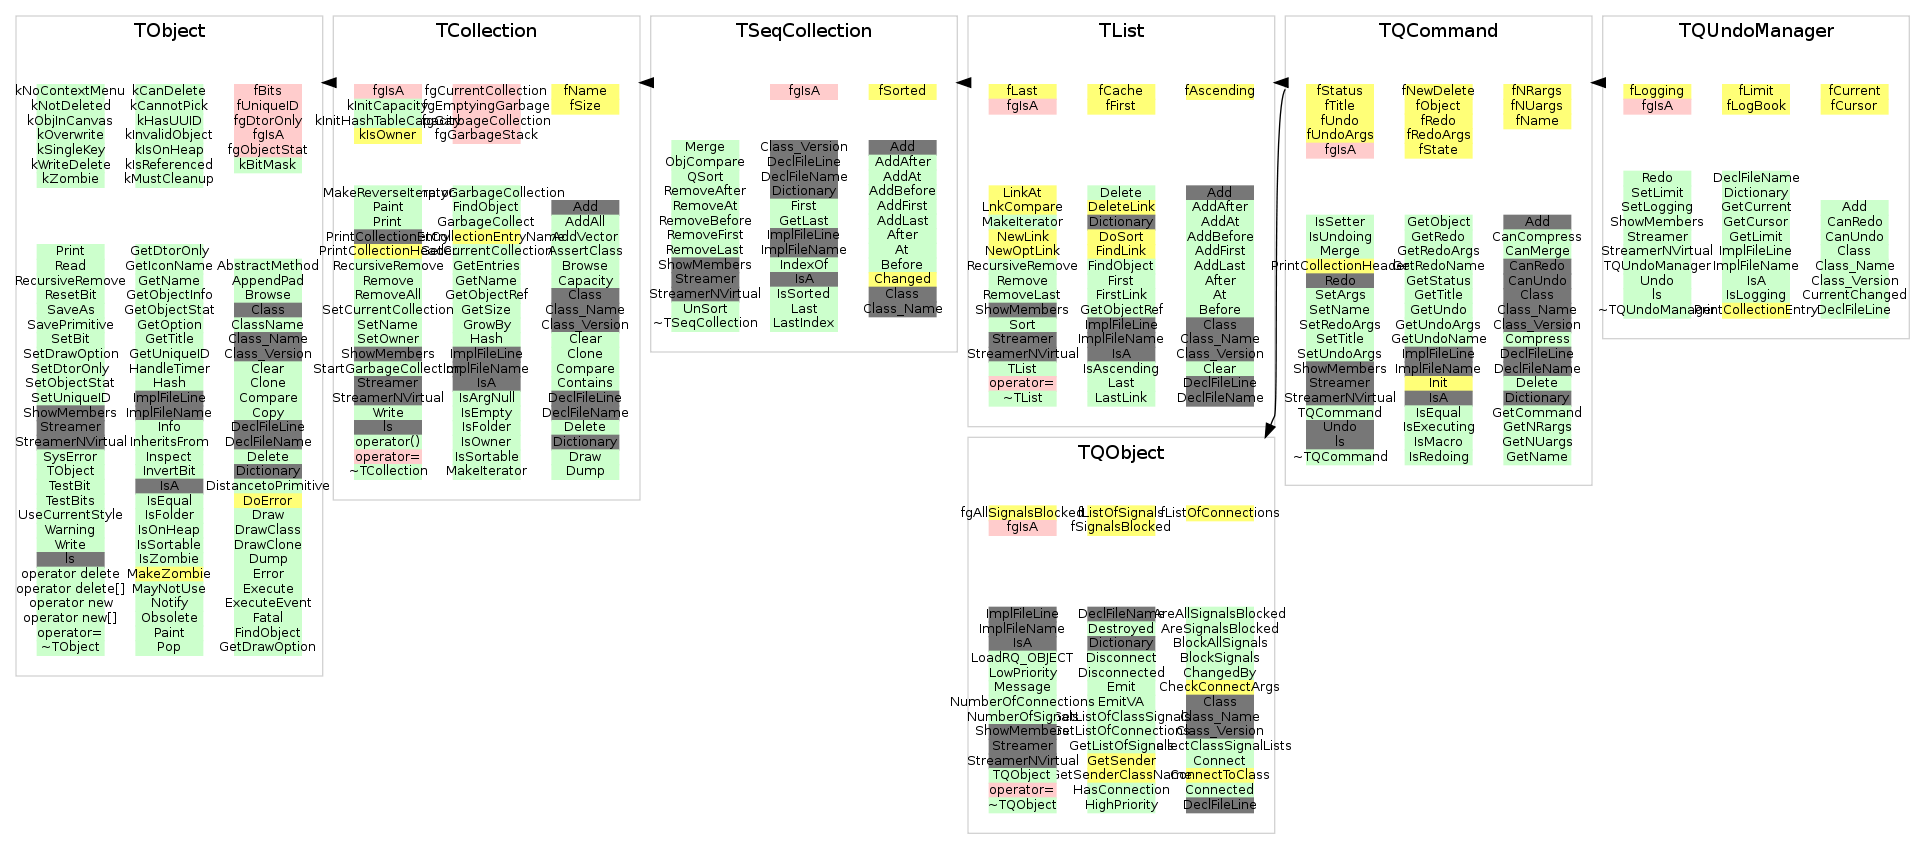 TObject
kNoContextMenu
kNotDeleted
kObjInCanvas
kOverwrite
kSingleKey
kWriteDelete
kZombie
kCanDelete
kCannotPick
kHasUUID
kInvalidObject
kIsOnHeap
kIsReferenced
kMustCleanup
fBits
fUniqueID
fgDtorOnly
fgIsA
fgObjectStat
kBitMask
Print
Read
RecursiveRemove
ResetBit
SaveAs
SavePrimitive
SetBit
SetDrawOption
SetDtorOnly
SetObjectStat
SetUniqueID
ShowMembers
Streamer
StreamerNVirtual
SysError
TObject
TestBit
TestBits
UseCurrentStyle
Warning
Write
ls
operator delete
operator delete[]
operator new
operator new[]
operator=
~TObject
GetDtorOnly
GetIconName
GetName
GetObjectInfo
GetObjectStat
GetOption
GetTitle
GetUniqueID
HandleTimer
Hash
ImplFileLine
ImplFileName
Info
InheritsFrom
Inspect
InvertBit
IsA
IsEqual
IsFolder
IsOnHeap
IsSortable
IsZombie
MakeZombie
MayNotUse
Notify
Obsolete
Paint
Pop
AbstractMethod
AppendPad
Browse
Class
ClassName
Class_Name
Class_Version
Clear
Clone
Compare
Copy
DeclFileLine
DeclFileName
Delete
Dictionary
DistancetoPrimitive
DoError
Draw
DrawClass
DrawClone
Dump
Error
Execute
ExecuteEvent
Fatal
FindObject
GetDrawOption
TCollection
fgIsA
kInitCapacity
kInitHashTableCapacity
kIsOwner
fgCurrentCollection
fgEmptyingGarbage
fgGarbageCollection
fgGarbageStack
fName
fSize
MakeReverseIterator
Paint
Print
PrintCollectionEntry
PrintCollectionHeader
RecursiveRemove
Remove
RemoveAll
SetCurrentCollection
SetName
SetOwner
ShowMembers
StartGarbageCollection
Streamer
StreamerNVirtual
Write
ls
operator()
operator=
~TCollection
FindObject
GarbageCollect
GetCollectionEntryName
GetCurrentCollection
GetEntries
GetName
GetObjectRef
GetSize
GrowBy
Hash
ImplFileLine
ImplFileName
IsA
IsArgNull
IsEmpty
IsFolder
IsOwner
IsSortable
MakeIterator
Add
AddAll
AddVector
AssertClass
Browse
Capacity
Class
Class_Name
Class_Version
Clear
Clone
Compare
Contains
DeclFileLine
DeclFileName
Delete
Dictionary
Draw
Dump
TSeqCollection
fgIsA
fSorted
Merge
ObjCompare
QSort
RemoveAfter
RemoveAt
RemoveBefore
RemoveFirst
RemoveLast
ShowMembers
Streamer
StreamerNVirtual
UnSort
~TSeqCollection
Class_Version
DeclFileLine
DeclFileName
Dictionary
First
GetLast
ImplFileLine
ImplFileName
IndexOf
IsA
IsSorted
Last
LastIndex
Add
AddAfter
AddAt
AddBefore
AddFirst
AddLast
After
At
Before
Changed
Class
Class_Name
TList
fLast
fgIsA
fCache
fFirst
fAscending
LinkAt
LnkCompare
MakeIterator
NewLink
NewOptLink
RecursiveRemove
Remove
RemoveLast
ShowMembers
Sort
Streamer
StreamerNVirtual
TList
operator=
~TList
Delete
DeleteLink
Dictionary
DoSort
FindLink
FindObject
First
FirstLink
GetObjectRef
ImplFileLine
ImplFileName
IsA
IsAscending
Last
LastLink
Add
AddAfter
AddAt
AddBefore
AddFirst
AddLast
After
At
Before
Class
Class_Name
Class_Version
Clear
DeclFileLine
DeclFileName
TQObject
fgAllSignalsBlocked
fgIsA
fListOfSignals
fSignalsBlocked
fListOfConnections
ImplFileLine
ImplFileName
IsA
LoadRQ_OBJECT
LowPriority
Message
NumberOfConnections
NumberOfSignals
ShowMembers
Streamer
StreamerNVirtual
TQObject
operator=
~TQObject
DeclFileName
Destroyed
Dictionary
Disconnect
Disconnected
Emit
EmitVA
GetListOfClassSignals
GetListOfConnections
GetListOfSignals
GetSender
GetSenderClassName
HasConnection
HighPriority
AreAllSignalsBlocked
AreSignalsBlocked
BlockAllSignals
BlockSignals
ChangedBy
CheckConnectArgs
Class
Class_Name
Class_Version
CollectClassSignalLists
Connect
ConnectToClass
Connected
DeclFileLine
TQCommand
fStatus
fTitle
fUndo
fUndoArgs
fgIsA
fNewDelete
fObject
fRedo
fRedoArgs
fState
fNRargs
fNUargs
fName
IsSetter
IsUndoing
Merge
PrintCollectionHeader
Redo
SetArgs
SetName
SetRedoArgs
SetTitle
SetUndoArgs
ShowMembers
Streamer
StreamerNVirtual
TQCommand
Undo
ls
~TQCommand
GetObject
GetRedo
GetRedoArgs
GetRedoName
GetStatus
GetTitle
GetUndo
GetUndoArgs
GetUndoName
ImplFileLine
ImplFileName
Init
IsA
IsEqual
IsExecuting
IsMacro
IsRedoing
Add
CanCompress
CanMerge
CanRedo
CanUndo
Class
Class_Name
Class_Version
Compress
DeclFileLine
DeclFileName
Delete
Dictionary
GetCommand
GetNRargs
GetNUargs
GetName
TQUndoManager
fLogging
fgIsA
fLimit
fLogBook
fCurrent
fCursor
Redo
SetLimit
SetLogging
ShowMembers
Streamer
StreamerNVirtual
TQUndoManager
Undo
ls
~TQUndoManager
DeclFileName
Dictionary
GetCurrent
GetCursor
GetLimit
ImplFileLine
ImplFileName
IsA
IsLogging
PrintCollectionEntry
Add
CanRedo
CanUndo
Class
Class_Name
Class_Version
CurrentChanged
DeclFileLine